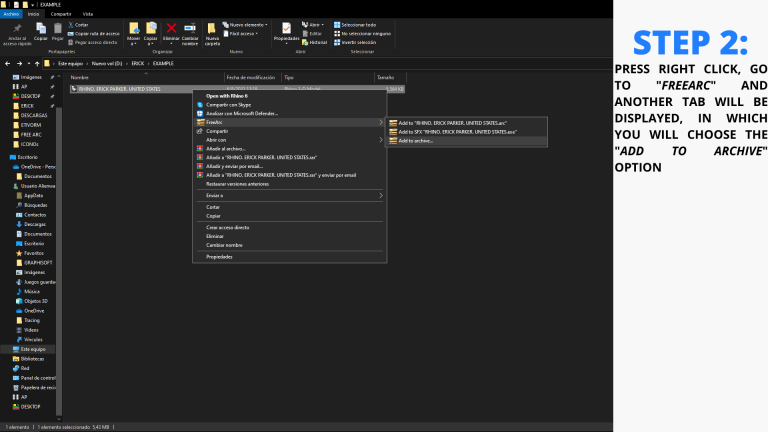 EXAMPLE
Archivo Inicio Compartir Vista
Anclar al acceso rápido
Copiar
Pegar
Cortar
Copiar ruta de acceso
Pegar acceso directo
Portapapeles
Mover a
Copiar a
Eliminar
Cambiar nombre
Organizar
Nueva carpeta
Nuevo elemento
Fácil acceso
Nuevo
Propiedades
Abrir
Editar
Historial
Abrir
Seleccionar todo
No seleccionar ninguno
Invertir selección
Seleccionar
Este equipo > Nuevo vol (D:) > ERICK > EXAMPLE
Nombre Fecha de modificación Tipo Tamaño
RHINO. ERICK PARKER. UNITED STATES
Imágenes
AP
DESKTOP
ERICK
DESCARGAS
ETIVORM
FREE ARC
ICONOs
Escritorio
OneDrive - Perso
Usuario Alienwa
AppData
Búsquedas
Contactos
Descargas
Documentos
Escritorio
Favoritos
GRAPHISOFT
Imágenes
Juegos guarda
Música
Objetos 3D
OneDrive
Tracing
Videos
Vínculos
Este equipo
Bibliotecas
Red
Panel de control
Papelera de reci
AP
DESKTOP
Open with Rhino 6
Compartir con Skype
Analizar con Microsoft Defender...
FreeArc
Compartir
Abrir con
Añadir al archivo...
Añadir a "RHINO. ERICK PARKER. UNITED STATES.rar"
Añadir y enviar por email...
Añadir a "RHINO. ERICK PARKER. UNITED STATES.rar" y enviar por email
Restaurar versiones anteriores
Enviar a
Cortar
Copiar
Crear acceso directo
Eliminar
Cambiar nombre
Propiedades
Add to "RHINO. ERICK PARKER. UNITED STATES.arc"
Add to SFX "RHINO. ERICK PARKER. UNITED STATES.exe"
Add to archive...
1 elemento 1 elemento seleccionado 5,43 MB
STEP 2:
PRESS RIGHT CLICK, GO
TO "FREEARC" AND
ANOTHER TAB WILL BE
DISPLAYED, IN WHICH
YOU WILL CHOOSE THE
"ADD TO ARCHIVE"
OPTION